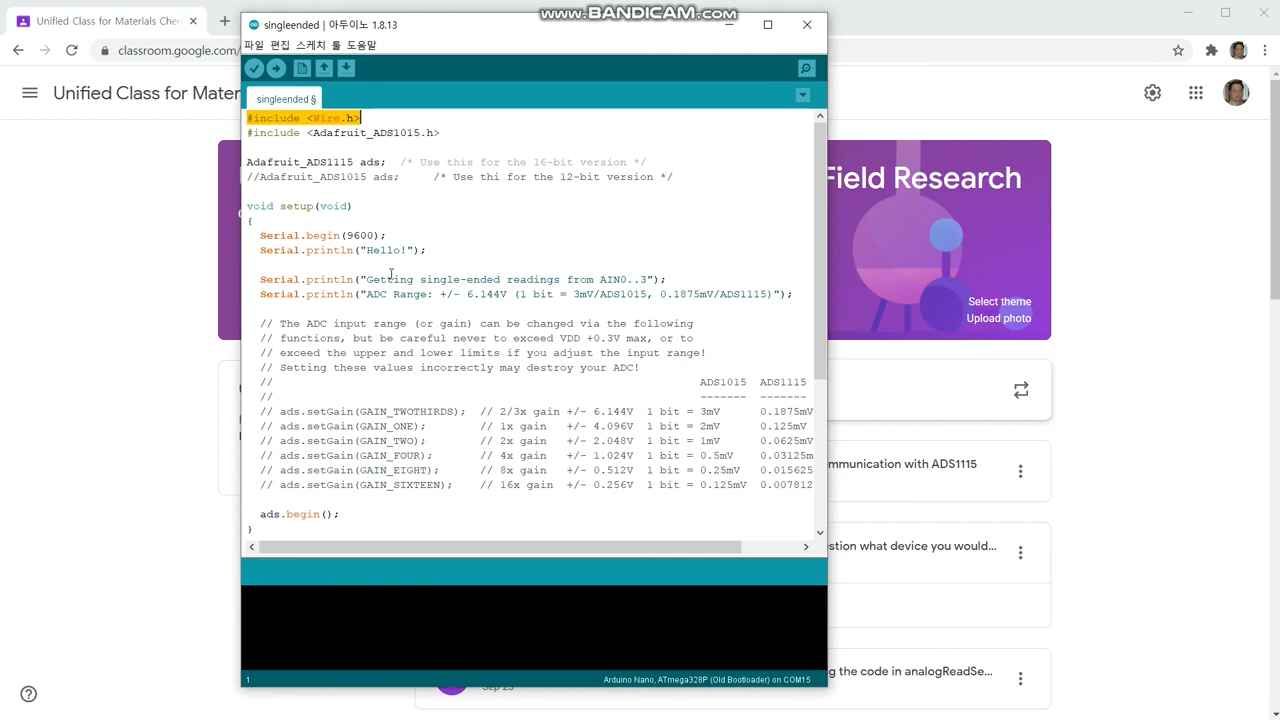 www.BANDICAM.com
Unified Class for Materials Chem
classroom.google.com/
Unified Class for Mater
Field Research
Select theme
Upload photo
mmunication with ADS1115
stion what device you would...
ng the code in analogReadSe...
Sep 23
singleended | 아두이노 1.8.13
파일 편집 스케치 툴 도움말
singleended §
#include <Wire.h>
#include <Adafruit_ADS1015.h>
Adafruit_ADS1115 ads;  /* Use this for the 16-bit version */
//Adafruit_ADS1015 ads;     /* Use thi for the 12-bit version */
void setup(void)
{
Serial.begin(9600);
Serial.println("Hello!");
Serial.println("Getting single-ended readings from AIN0..3");
Serial.println("ADC Range: +/- 6.144V (1 bit = 3mV/ADS1015, 0.1875mV/ADS1115)");
// The ADC input range (or gain) can be changed via the following
// functions, but be careful never to exceed VDD +0.3V max, or to
// exceed the upper and lower limits if you adjust the input range!
// Setting these values incorrectly may destroy your ADC!
// ADS1015 ADS1115
// ------- -------
// ads.setGain(GAIN_TWOTHIRDS); // 2/3x gain +/- 6.144V 1 bit = 3mV 0.1875mV
// ads.setGain(GAIN_ONE); // 1x gain +/- 4.096V 1 bit = 2mV 0.125mV
// ads.setGain(GAIN_TWO); // 2x gain +/- 2.048V 1 bit = 1mV 0.0625mV
// ads.setGain(GAIN_FOUR); // 4x gain +/- 1.024V 1 bit = 0.5mV 0.03125mV
// ads.setGain(GAIN_EIGHT); // 8x gain +/- 0.512V 1 bit = 0.25mV 0.015625
// ads.setGain(GAIN_SIXTEEN); // 16x gain +/- 0.256V 1 bit = 0.125mV 0.007812
ads.begin();
}
1
Arduino Nano, ATmega328P (Old Bootloader) on COM15